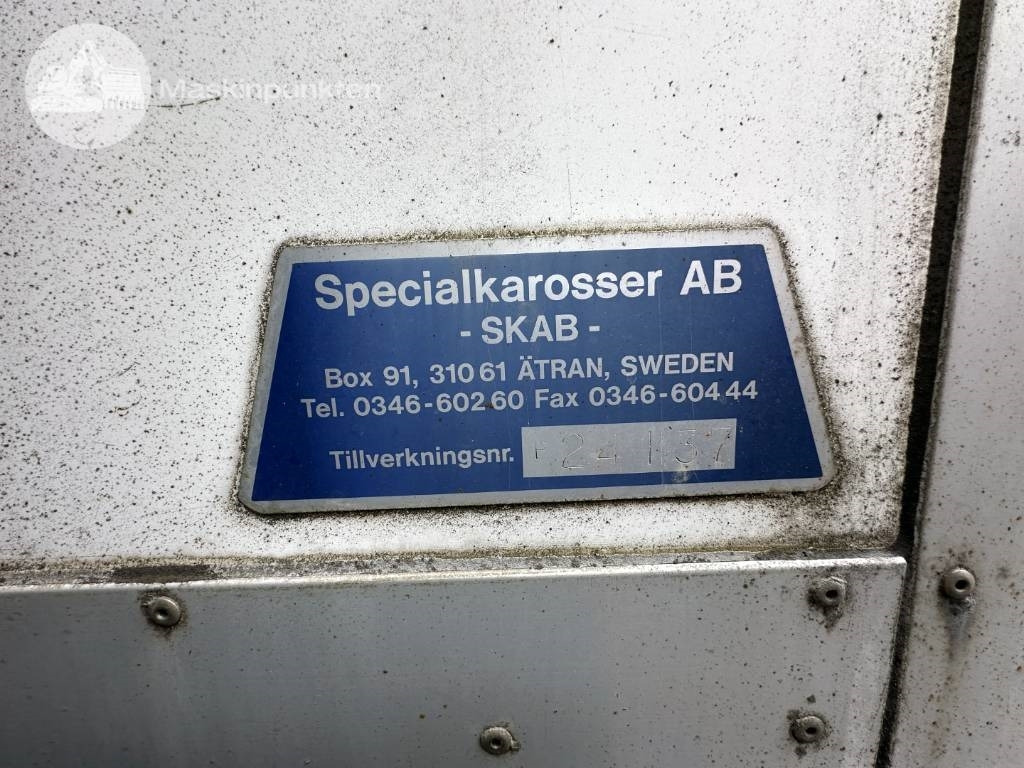 Maskinpunkten
Specialkarosser AB
- SKAB -
Box 91, 310 61 ÄTRAN, SWEDEN
Tel. 0346-602 60 Fax 0346-604 44
Tillverkningsnr.